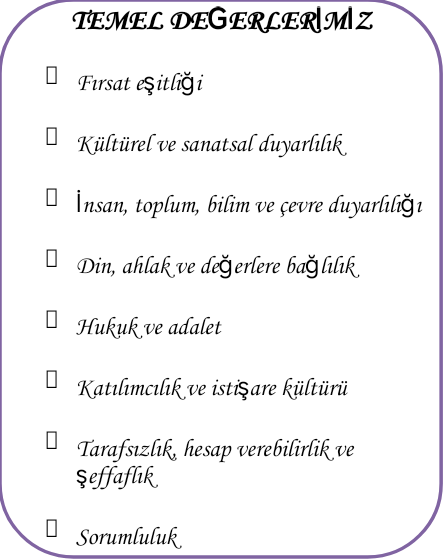 TEMEL DEĞERLERİMİZ
Fırsat eşitliği
Kültürel ve sanatsal duyarlılık
İnsan, toplum, bilim ve çevre duyarlılığı
Din, ahlak ve değerlere bağlılık
Hukuk ve adalet
Katılımcılık ve istişare kültürü
Tarafsızlık, hesap verebilirlik ve
şeffaflık
Sorumluluk